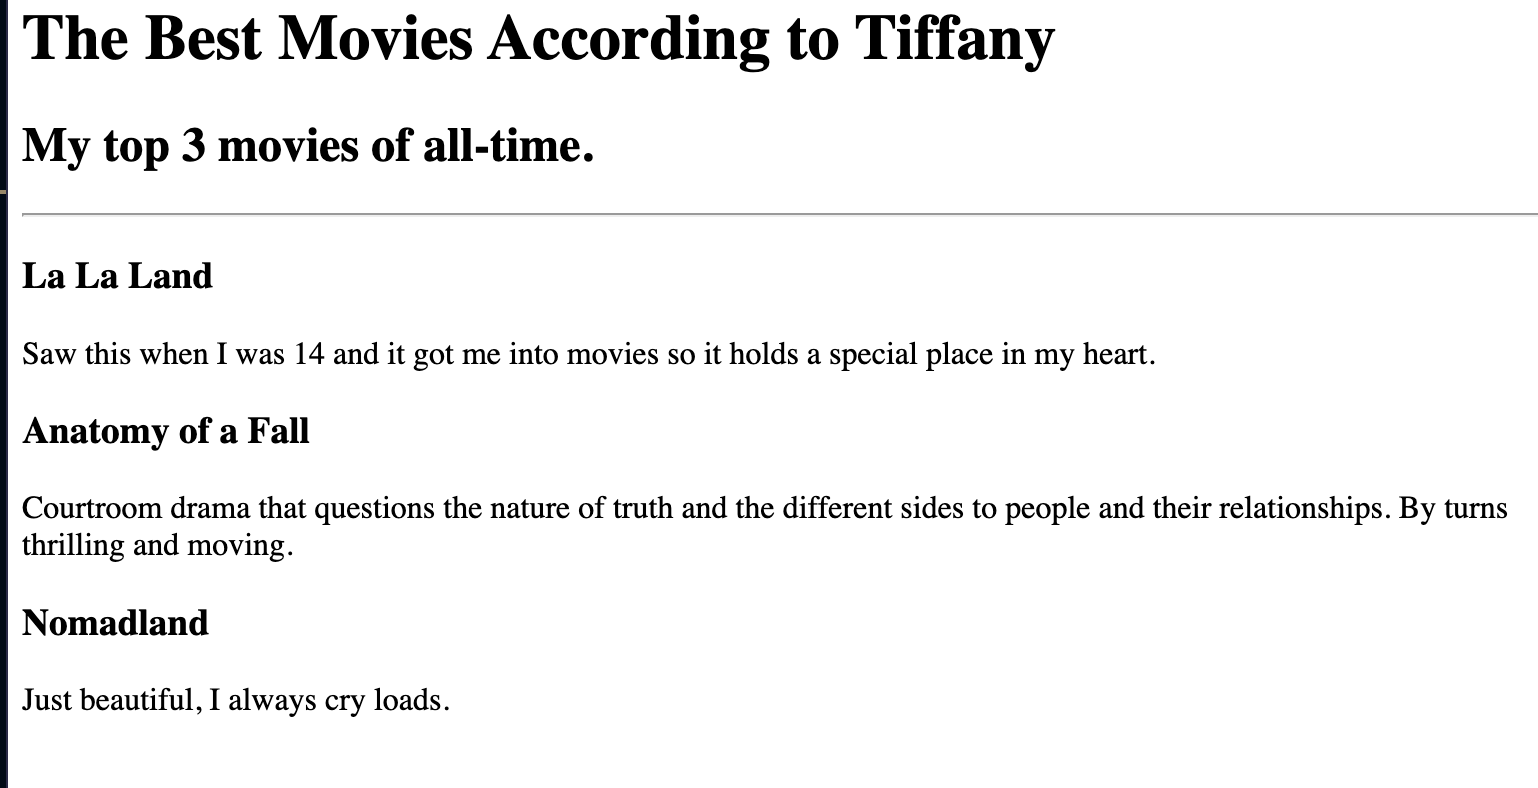 The Best Movies According to Tiffany
My top 3 movies of all-time.
La La Land
Saw this when I was 14 and it got me into movies so it holds a special place in my heart.
Anatomy of a Fall
Courtroom drama that questions the nature of truth and the different sides to people and their relationships. By turns
thrilling and moving.
Nomadland
Just beautiful, I always cry loads.